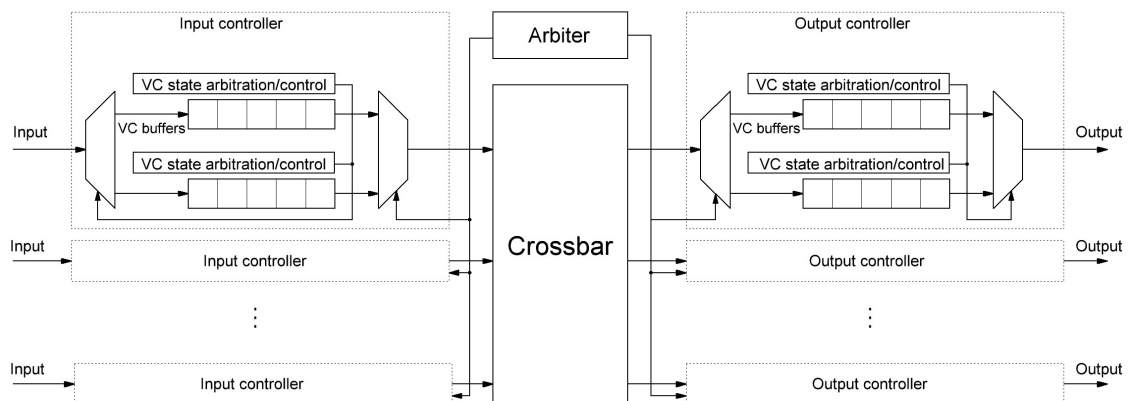 Input controller
Arbiter
Output controller
VC state arbitration/control
VC state arbitration/control
Input
VC buffers
VC buffers
Output
VC state arbitration/control
VC state arbitration/control
Crossbar
Input
Input controller
Output controller
Output
Input
Input controller
Output controller
Output